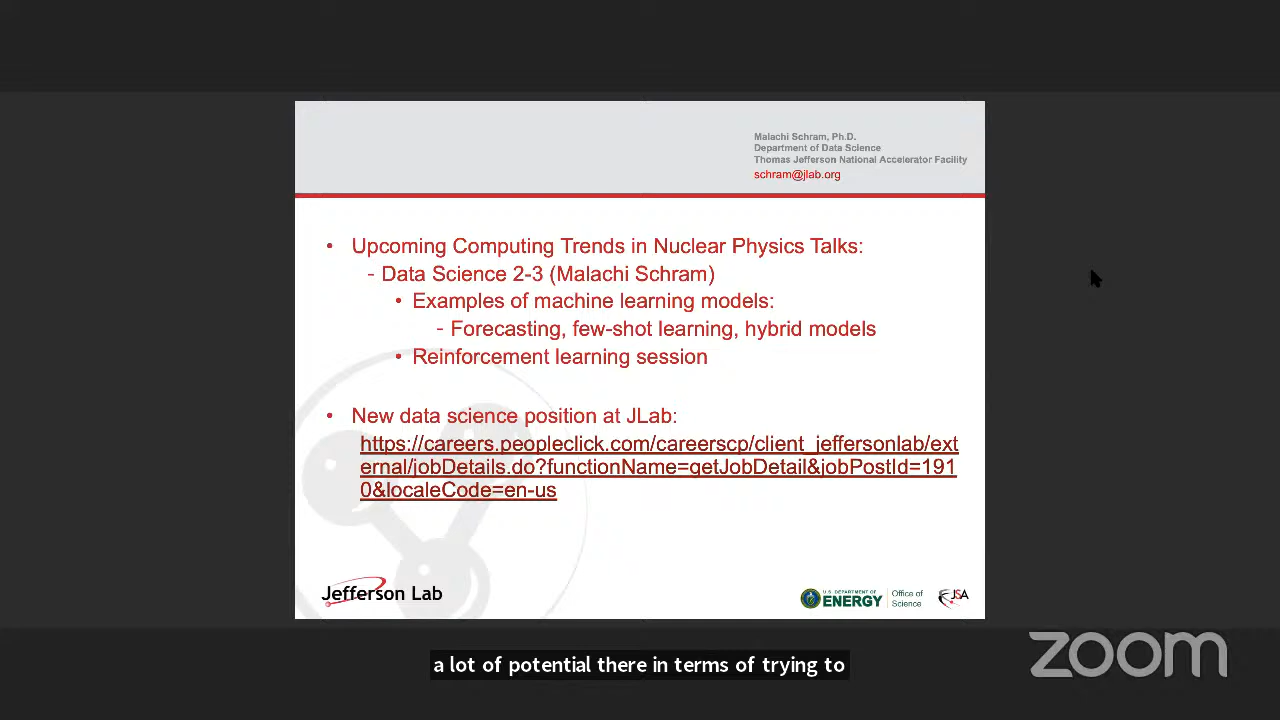 Malachi Schram, Ph.D.
Department of Data Science
Thomas Jefferson National Accelerator Facility
schram@jlab.org
• Upcoming Computing Trends in Nuclear Physics Talks:
- Data Science 2-3 (Malachi Schram)
• Examples of machine learning models:
- Forecasting, few-shot learning, hybrid models
• Reinforcement learning session
• New data science position at JLab:
https://careers.peopleclick.com/careerscp/client_jeffersonlab/ext
ernal/jobDetails.do?functionName=getJobDetail&jobPostId=191
0&localeCode=en-us
Jefferson Lab
U.S. DEPARTMENT OF
ENERGY
Office of
Science
JSA
a lot of potential there in terms of trying to
zoom